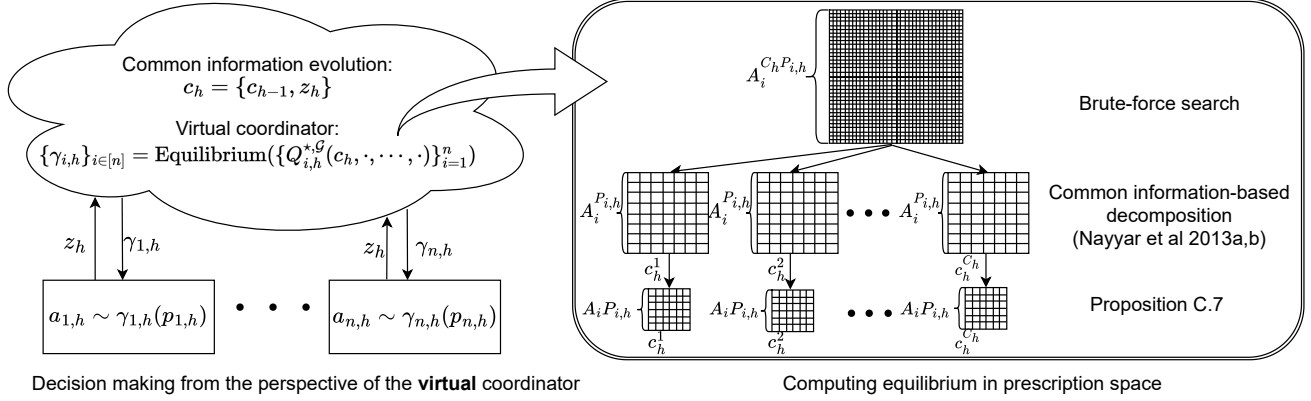 Common information evolution:
c_h = {c_{h−1}, z_h}
Virtual coordinator:
{γ_{i,h}}_{i∈[n]} = Equilibrium({Q^{⋆,𝒢}_{i,h}(c_h, ·, ⋯, ·)}^n_{i=1})
z_h
γ_{1,h}
z_h
γ_{n,h}
a_{1,h} ∼ γ_{1,h}(p_{1,h})
a_{n,h} ∼ γ_{n,h}(p_{n,h})
Decision making from the perspective of the virtual coordinator
A_i^{C_h P_{i,h}}
Brute-force search
A_i^{P_{i,h}}
A_i^{P_{i,h}}
A_i^{P_{i,h}}
Common information-based
decomposition
(Nayyar et al 2013a,b)
c_h^1
c_h^2
c_h^{C_h}
A_i P_{i,h}
A_i P_{i,h}
A_i P_{i,h}
Proposition C.7
c_h^1
c_h^2
c_h^{C_h}
Computing equilibrium in prescription space